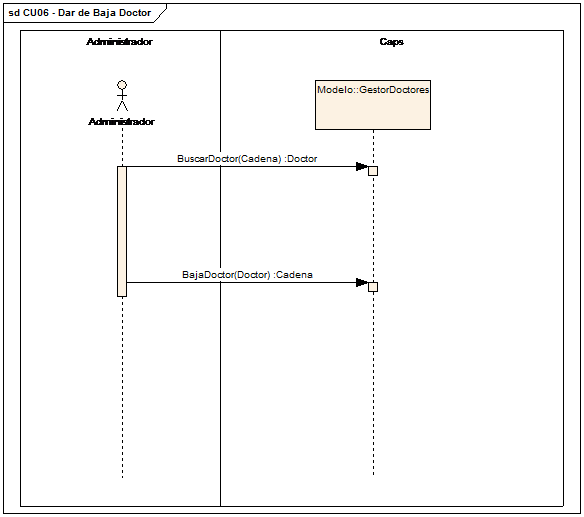 sd CU06 - Dar de Baja Doctor
Administrador
Caps
Modelo::GestorDoctores
Administrador
BuscarDoctor(Cadena) :Doctor
BajaDoctor(Doctor) :Cadena